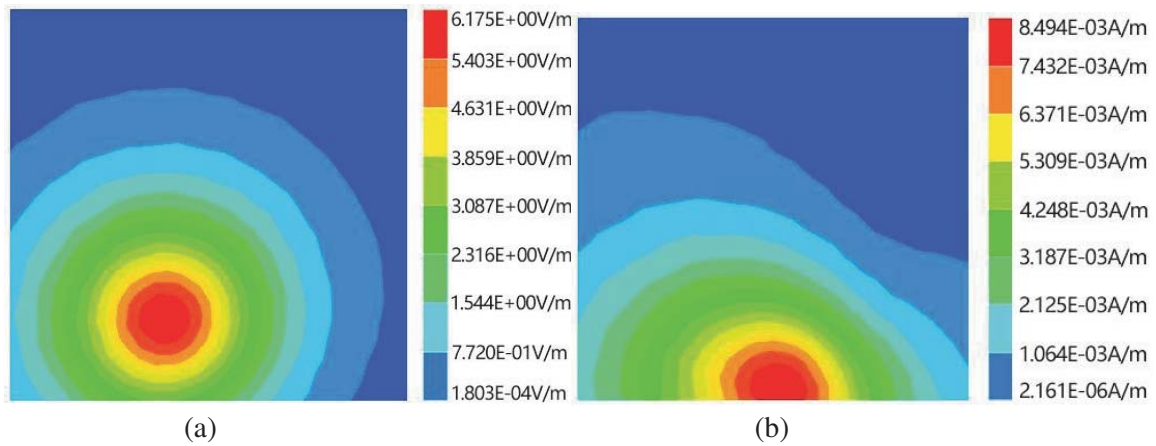 6.175E+00V/m
5.403E+00V/m
4.631E+00V/m
3.859E+00V/m
3.087E+00V/m
2.316E+00V/m
1.544E+00V/m
7.720E-01V/m
1.803E-04V/m
(a)
8.494E-03A/m
7.432E-03A/m
6.371E-03A/m
5.309E-03A/m
4.248E-03A/m
3.187E-03A/m
2.125E-03A/m
1.064E-03A/m
2.161E-06A/m
(b)